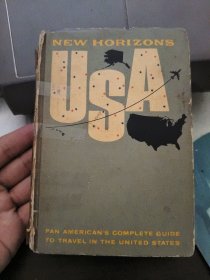 NEW HORIZONS
USA
PAN AMERICAN'S COMPLETE GUIDE
TO TRAVEL IN THE UNITED STATES